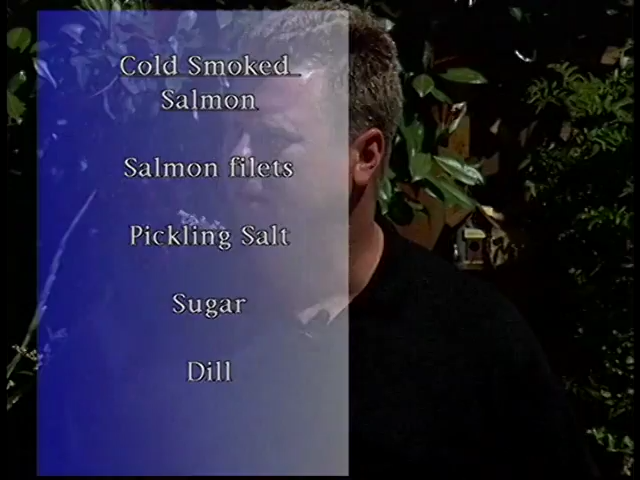 Cold Smoked
Salmon
Salmon filets
Pickling Salt
Sugar
Dill